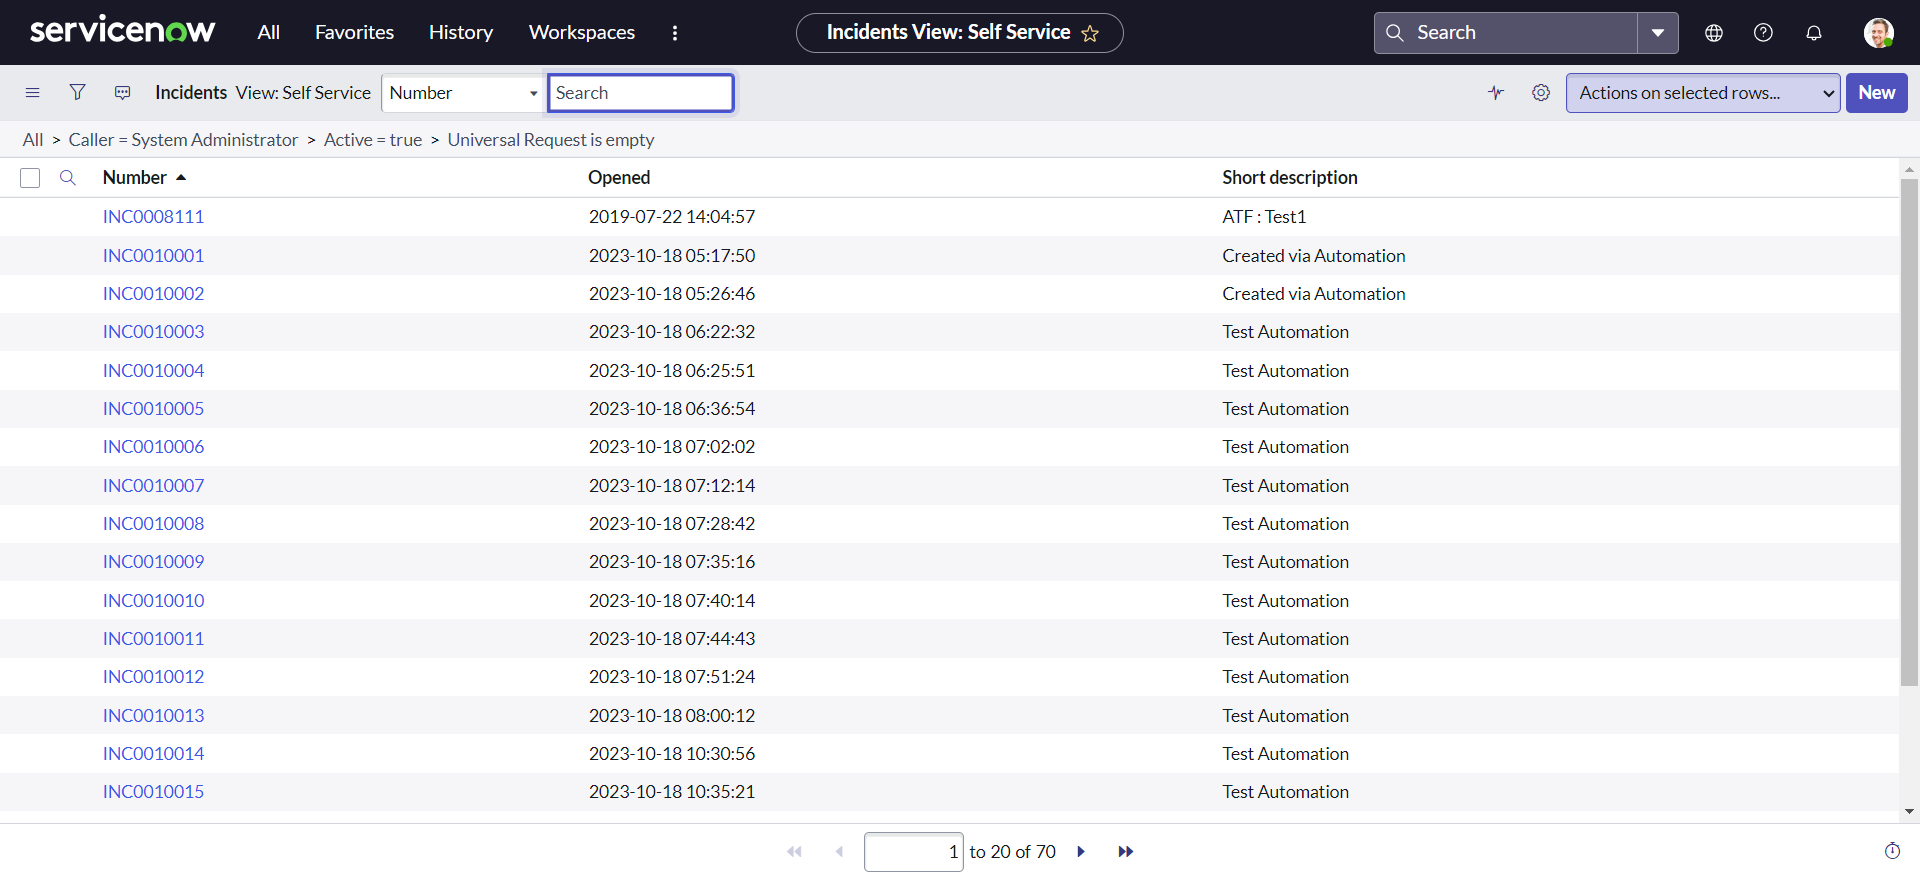 servicenow All Favorites History Workspaces Incidents View: Self Service Search
Incidents View: Self Service Number Search Actions on selected rows... New
All > Caller = System Administrator > Active = true > Universal Request is empty
Number Opened Short description
INC0008111 2019-07-22 14:04:57 ATF : Test1
INC0010001 2023-10-18 05:17:50 Created via Automation
INC0010002 2023-10-18 05:26:46 Created via Automation
INC0010003 2023-10-18 06:22:32 Test Automation
INC0010004 2023-10-18 06:25:51 Test Automation
INC0010005 2023-10-18 06:36:54 Test Automation
INC0010006 2023-10-18 07:02:02 Test Automation
INC0010007 2023-10-18 07:12:14 Test Automation
INC0010008 2023-10-18 07:28:42 Test Automation
INC0010009 2023-10-18 07:35:16 Test Automation
INC0010010 2023-10-18 07:40:14 Test Automation
INC0010011 2023-10-18 07:44:43 Test Automation
INC0010012 2023-10-18 07:51:24 Test Automation
INC0010013 2023-10-18 08:00:12 Test Automation
INC0010014 2023-10-18 10:30:56 Test Automation
INC0010015 2023-10-18 10:35:21 Test Automation
1 to 20 of 70